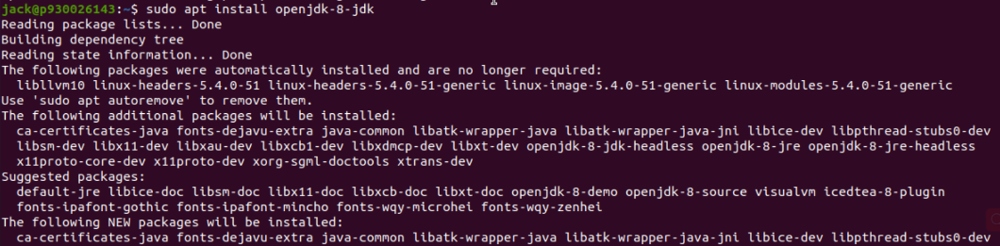 jack@p930026143:~$ sudo apt install openjdk-8-jdk
Reading package lists... Done
Building dependency tree
Reading state information... Done
The following packages were automatically installed and are no longer required:
  libllvm10 linux-headers-5.4.0-51 linux-headers-5.4.0-51-generic linux-image-5.4.0-51-generic linux-modules-5.4.0-51-generic
Use 'sudo apt autoremove' to remove them.
The following additional packages will be installed:
  ca-certificates-java fonts-dejavu-extra java-common libatk-wrapper-java libatk-wrapper-java-jni libice-dev libpthread-stubs0-dev
  libsm-dev libx11-dev libxau-dev libxcb1-dev libxdmcp-dev libxt-dev openjdk-8-jdk-headless openjdk-8-jre openjdk-8-jre-headless
  x11proto-core-dev x11proto-dev xorg-sgml-doctools xtrans-dev
Suggested packages:
  default-jre libice-doc libsm-doc libx11-doc libxcb-doc libxt-doc openjdk-8-demo openjdk-8-source visualvm icedtea-8-plugin
  fonts-ipafont-gothic fonts-ipafont-mincho fonts-wqy-microhei fonts-wqy-zenhei
The following NEW packages will be installed:
  ca-certificates-java fonts-dejavu-extra java-common libatk-wrapper-java libatk-wrapper-java-jni libice-dev libpthread-stubs0-dev